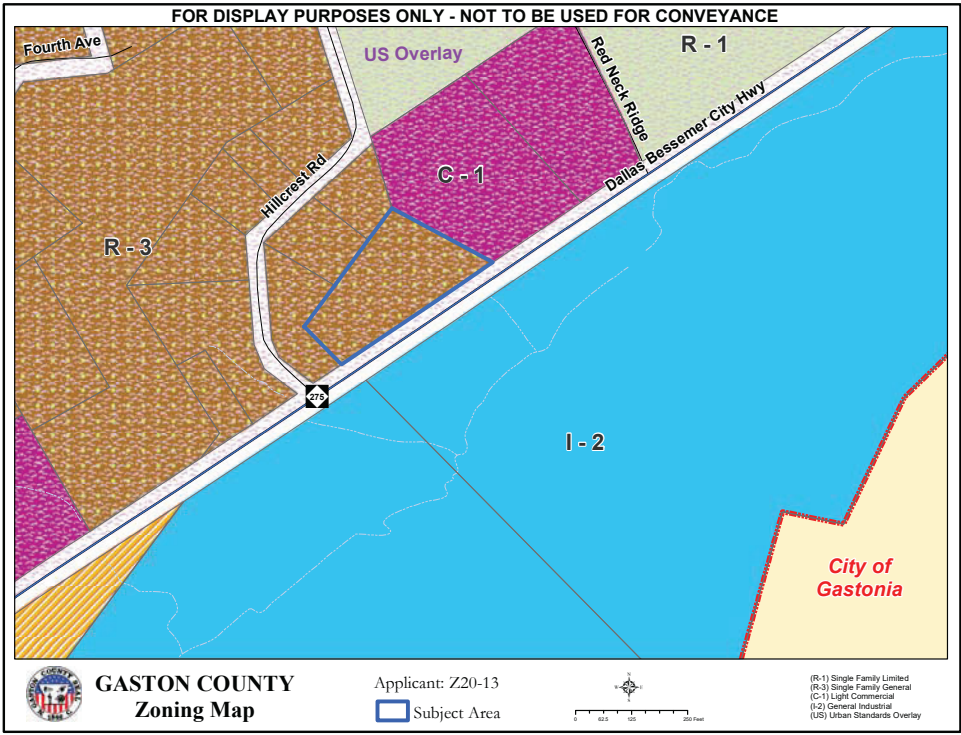 FOR DISPLAY PURPOSES ONLY - NOT TO BE USED FOR CONVEYANCE
Fourth Ave
US Overlay
Red Neck Ridge
R - 1
Dallas Bessemer City Hwy
Hillcrest Rd
C - 1
R - 3
275
I - 2
City of
Gastonia
GASTON COUNTY
Zoning Map
Applicant: Z20-13
Subject Area
0 62.5 125 250 Feet
(R-1) Single Family Limited
(R-3) Single Family General
(C-1) Light Commercial
(I-2) General Industrial
(US) Urban Standards Overlay